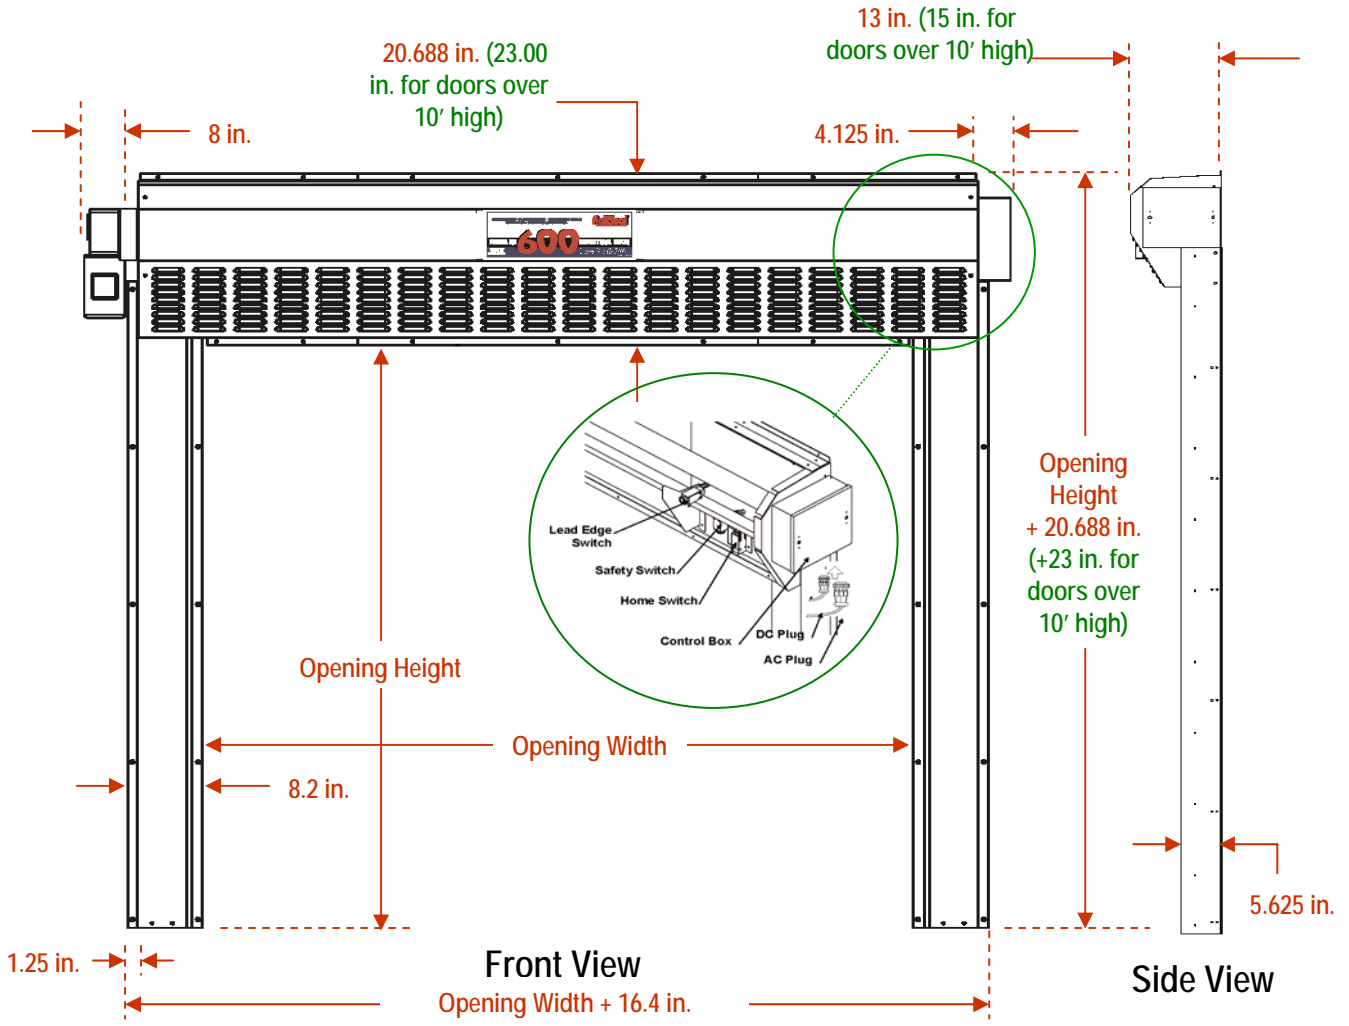 13 in. (15 in. for
doors over 10' high)
20.688 in. (23.00
in. for doors over
10' high)
8 in.
4.125 in.
600
Lead Edge
Switch
Safety Switch
Home Switch
Control Box
DC Plug
AC Plug
Opening
Height
+ 20.688 in.
(+23 in. for
doors over
10' high)
Opening Height
Opening Width
8.2 in.
5.625 in.
1.25 in.
Front View
Side View
Opening Width + 16.4 in.